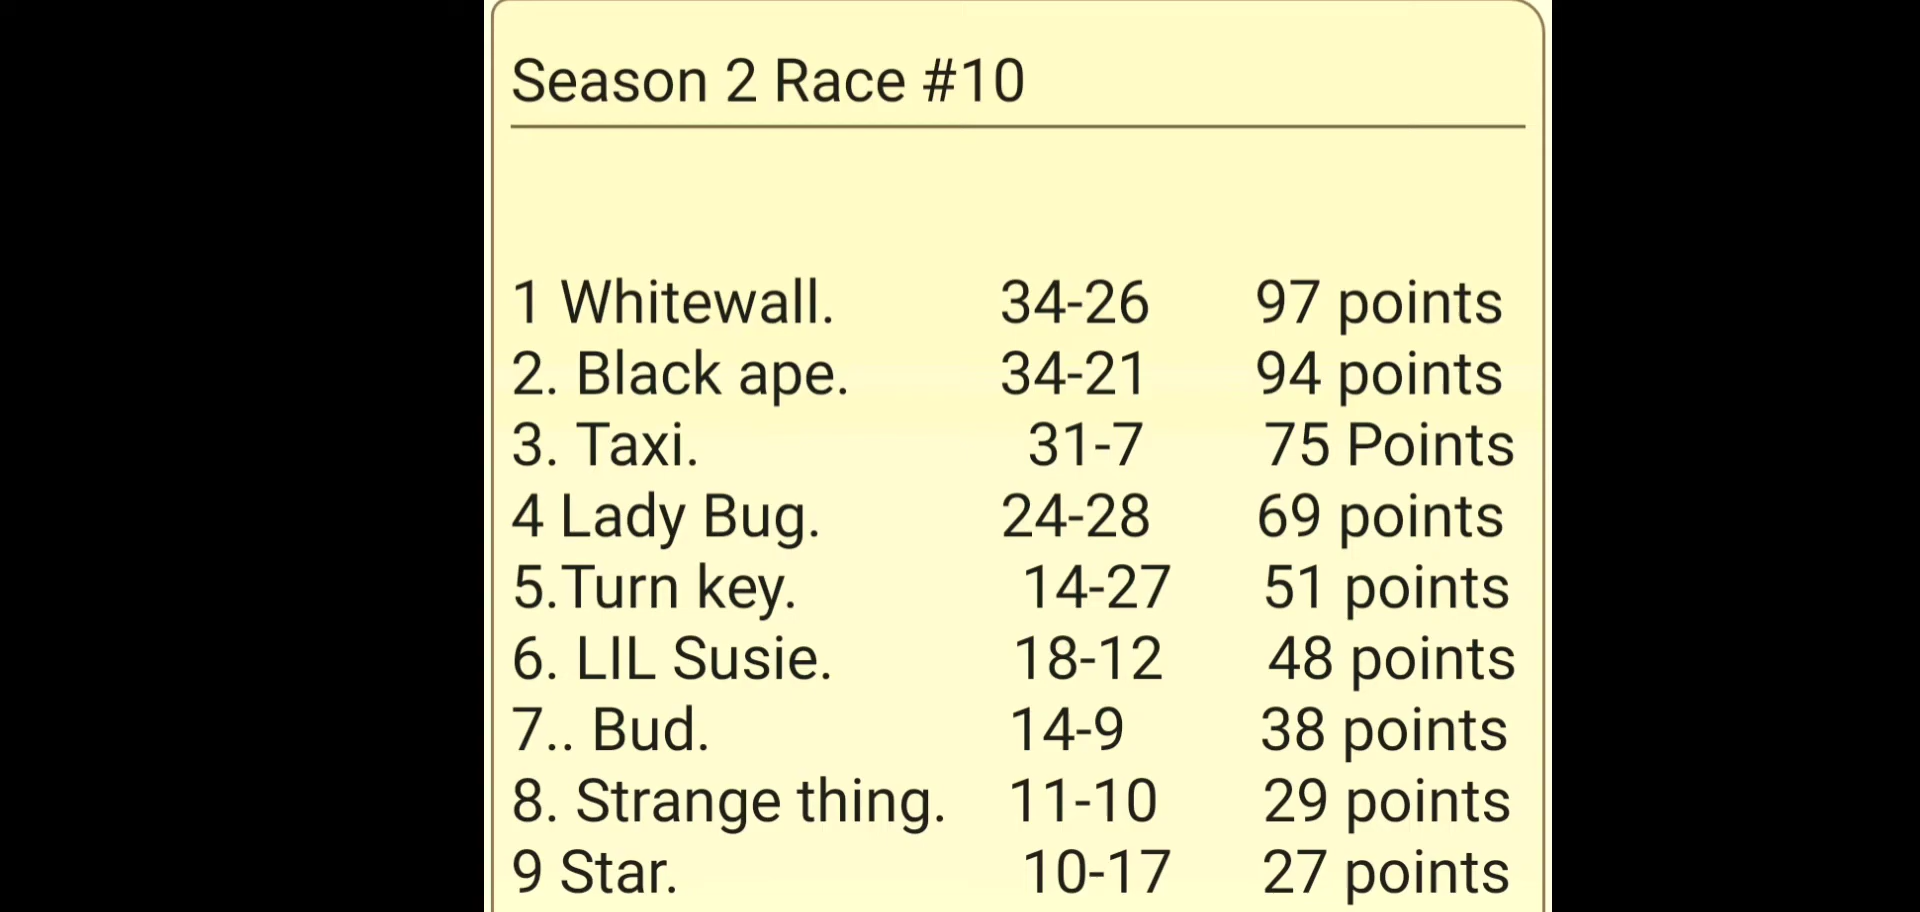 Season 2 Race #10
1 Whitewall. 34-26 97 points
2. Black ape. 34-21 94 points
3. Taxi. 31-7 75 Points
4 Lady Bug. 24-28 69 points
5.Turn key. 14-27 51 points
6. LIL Susie. 18-12 48 points
7.. Bud. 14-9 38 points
8. Strange thing. 11-10 29 points
9 Star. 10-17 27 points